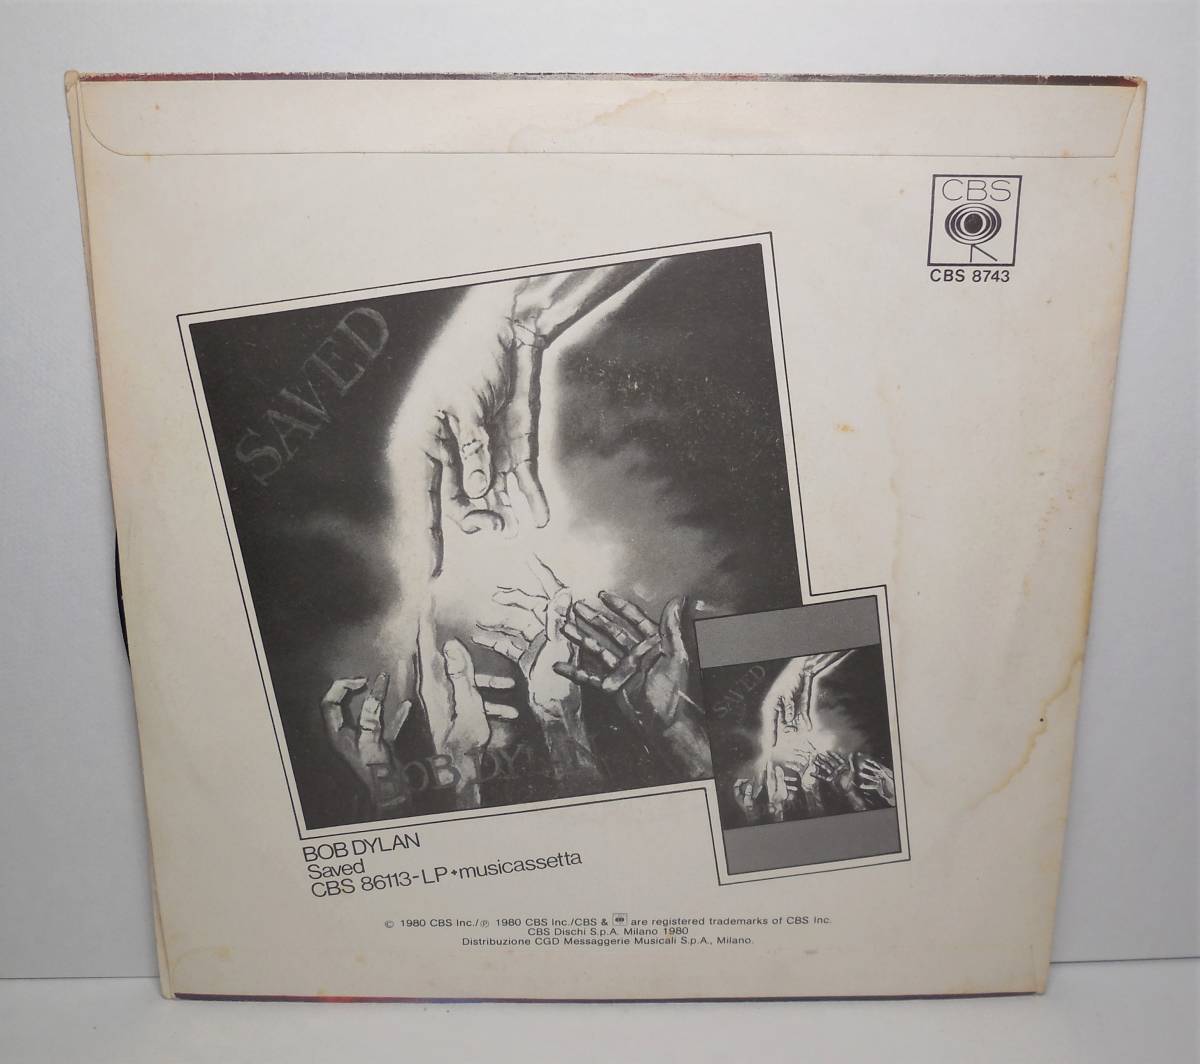 CBS
CBS 8743
SAVED
BOB DYLAN
SAVED
BOB DYLAN
Saved
CBS 86113-LP+musicassetta
© 1980 CBS Inc./℗ 1980 CBS Inc./CBS & are registered trademarks of CBS Inc.
CBS Dischi S.p.A. Milano 1980
Distribuzione CGD Messaggerie Musicali S.p.A., Milano.